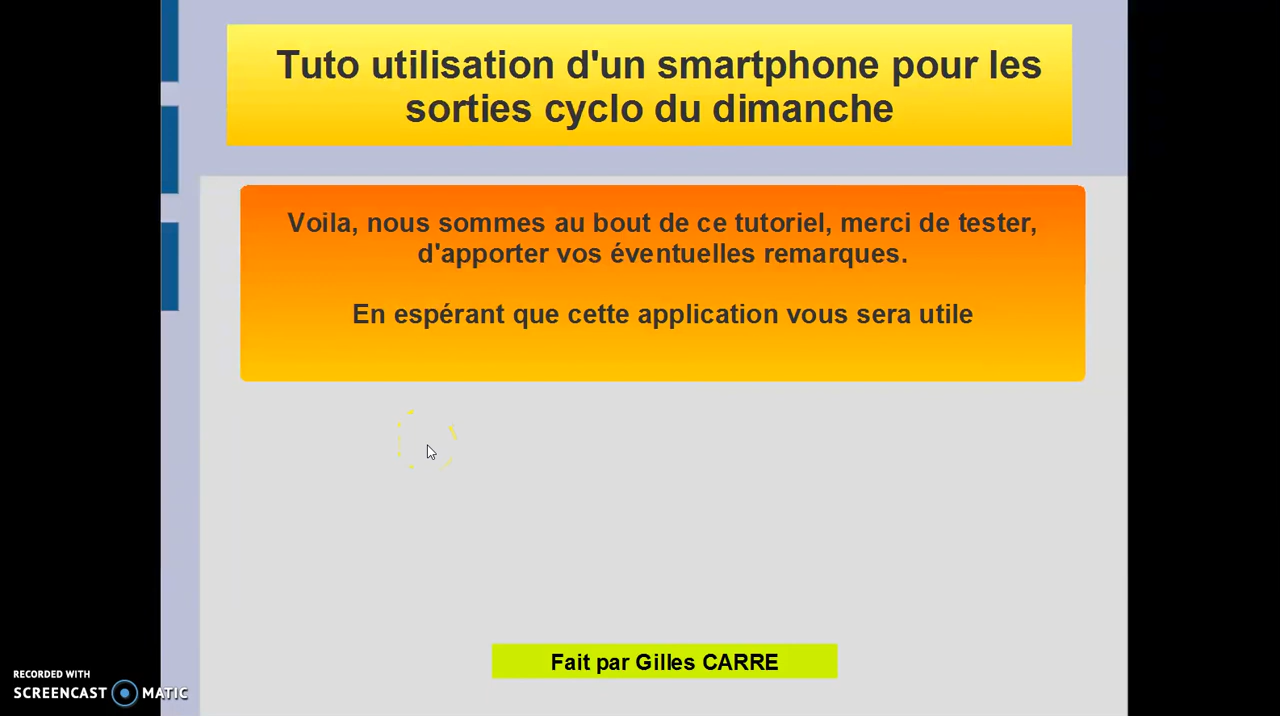 Tuto utilisation d'un smartphone pour les
sorties cyclo du dimanche
Voila, nous sommes au bout de ce tutoriel, merci de tester,
d'apporter vos éventuelles remarques.
En espérant que cette application vous sera utile
Fait par Gilles CARRE
RECORDED WITH
SCREENCAST MATIC